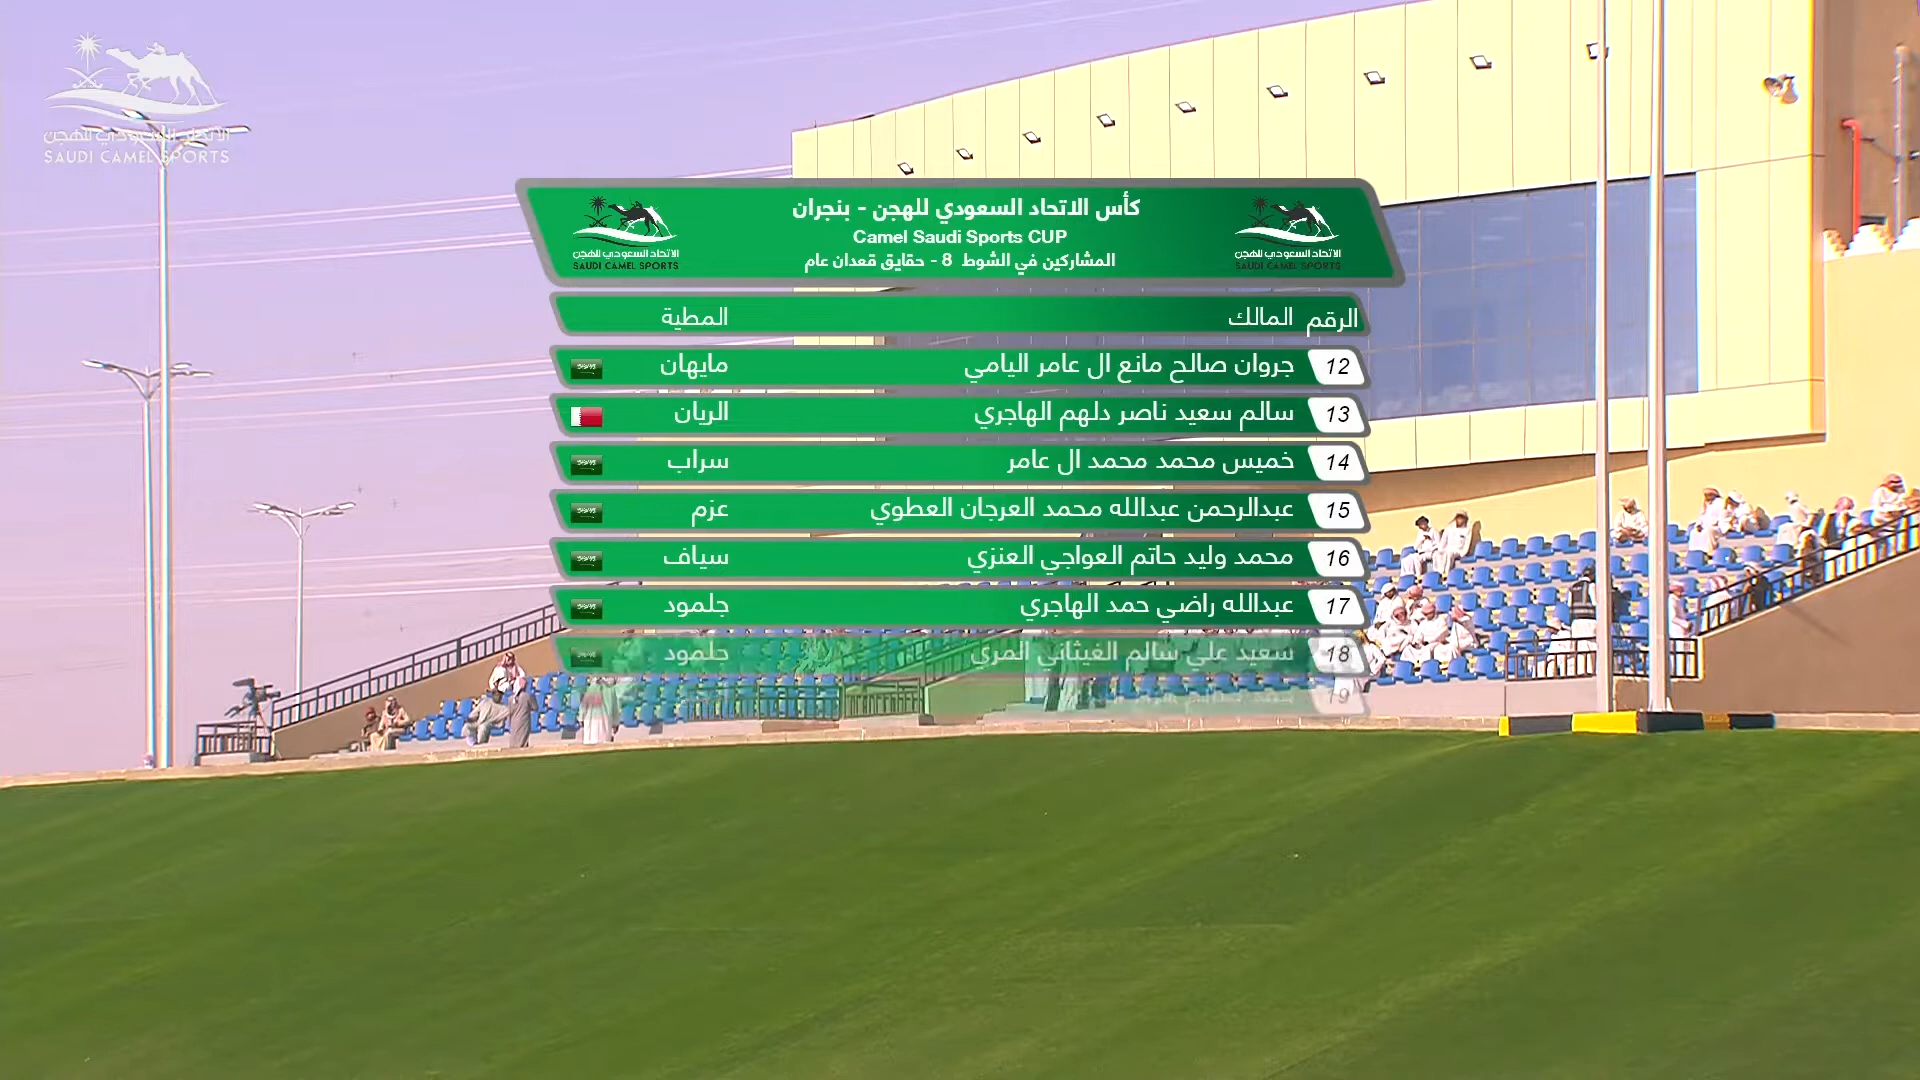 الاتحاد السعودي للهجن
SAUDI CAMEL SPORTS
كأس الاتحاد السعودي للهجن - بنجران
Camel Saudi Sports CUP
المشاركين في الشوط 8 - حقايق قعدان عام
الاتحاد السعودي للهجن
SAUDI CAMEL SPORTS
الاتحاد السعودي للهجن
SAUDI CAMEL SPORTS
الرقم المالك المطية
12 جروان صالح مانع ال عامر اليامي مايهان
13 سالم سعيد ناصر دلهم الهاجري الريان
14 خميس محمد محمد ال عامر سراب
15 عبدالرحمن عبدالله محمد العرجان العطوي عزم
16 محمد وليد حاتم العواجي العنزي سياف
17 عبدالله راضي حمد الهاجري جلمود
18 سعيد علي سالم الغيثاني المري جلمود
19